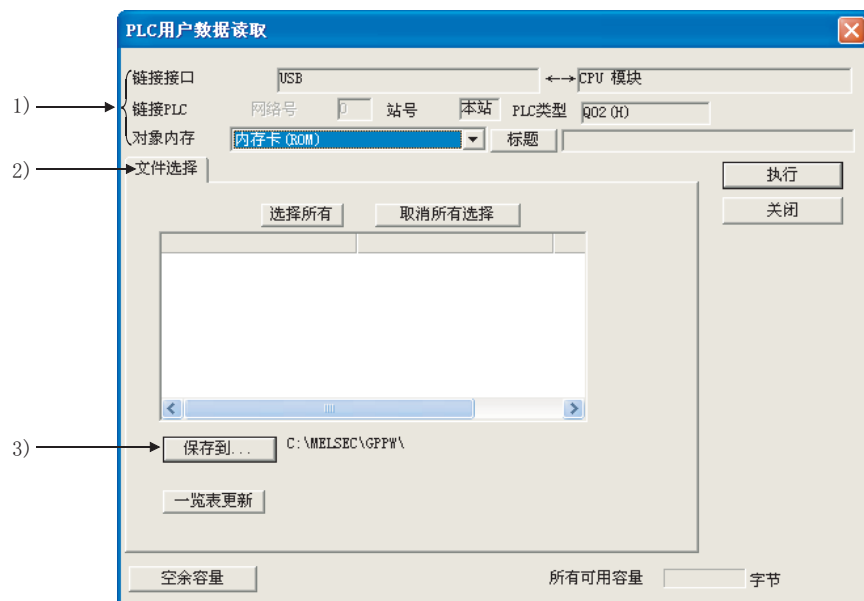 PLC用户数据读取
链接接口 USB ←→ CPU 模块
1) 链接PLC 网络号 0 站号 本站 PLC类型 Q02(H)
对象内存 内存卡(ROM) 标题
2) 文件选择
执行
选择所有 取消所有选择 关闭
3) 保存到... C:\MELSEC\GPPW\
一览表更新
空余容量 所有可用容量 字节